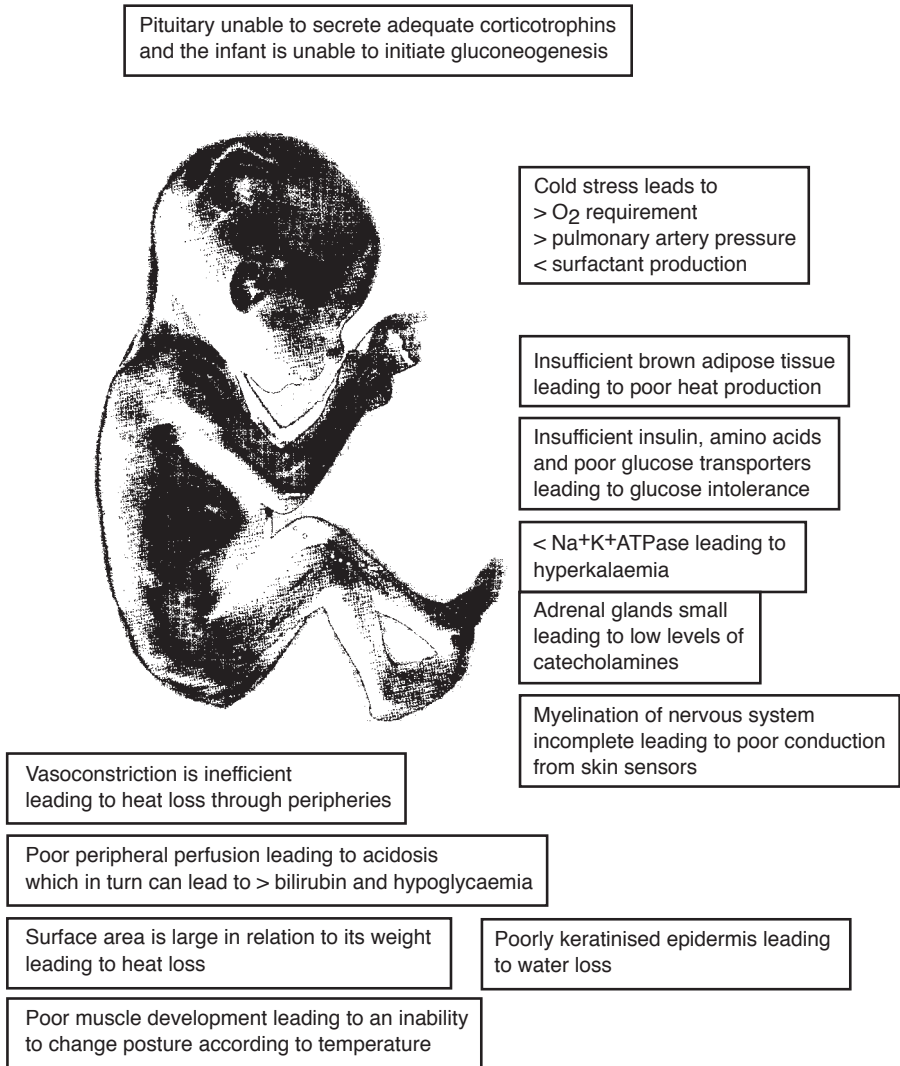 Pituitary unable to secrete adequate corticotrophins
and the infant is unable to initiate gluconeogenesis
Cold stress leads to
> O2 requirement
> pulmonary artery pressure
< surfactant production
Insufficient brown adipose tissue
leading to poor heat production
Insufficient insulin, amino acids
and poor glucose transporters
leading to glucose intolerance
< Na+K+ATPase leading to
hyperkalaemia
Adrenal glands small
leading to low levels of
catecholamines
Myelination of nervous system
incomplete leading to poor conduction
from skin sensors
Vasoconstriction is inefficient
leading to heat loss through peripheries
Poor peripheral perfusion leading to acidosis
which in turn can lead to > bilirubin and hypoglycaemia
Surface area is large in relation to its weight
leading to heat loss
Poorly keratinised epidermis leading
to water loss
Poor muscle development leading to an inability
to change posture according to temperature